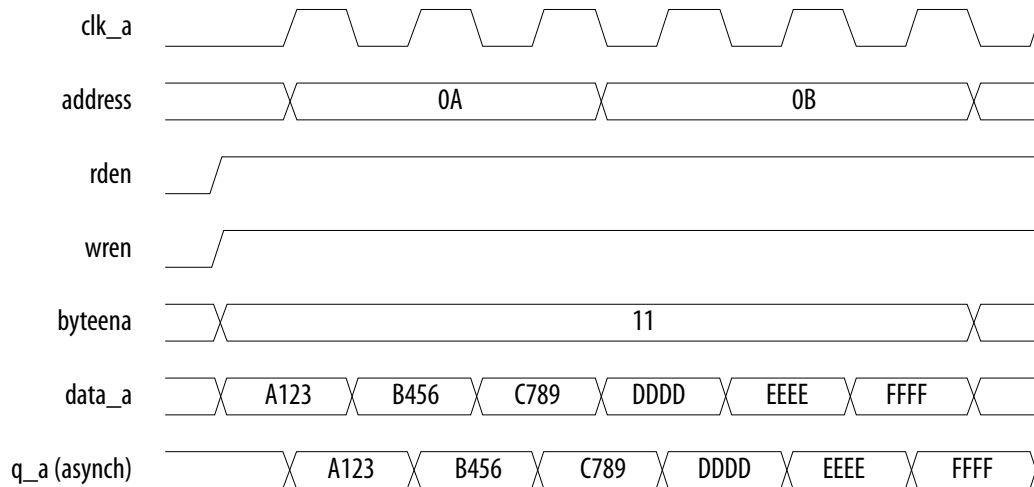 clk_a
address 0A 0B
rden
wren
byteena 11
data_a A123 B456 C789 DDDD EEEE FFFF
q_a (asynch) A123 B456 C789 DDDD EEEE FFFF